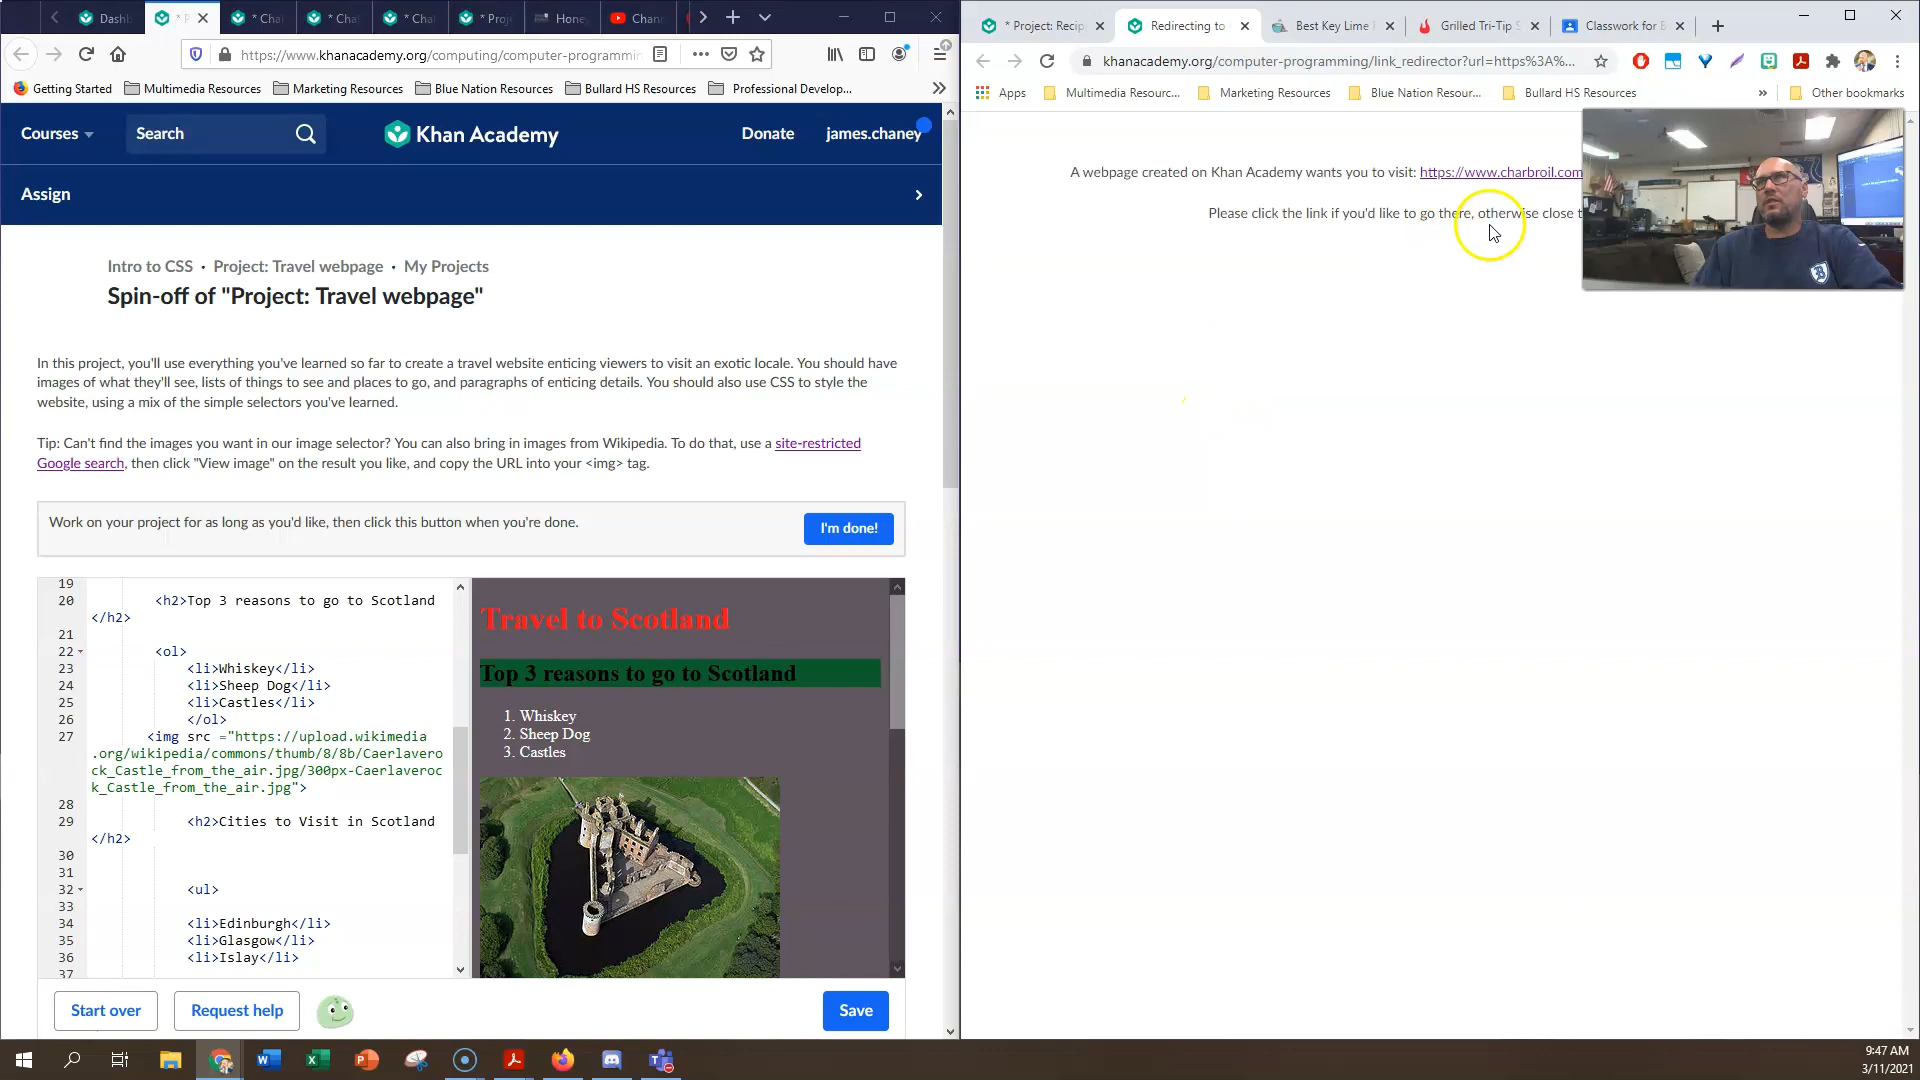 Dashb
* P
* Cha
* Cha
* Cha
* Proj
Honey
Chann
https://www.khanacademy.org/computing/computer-programmin
Getting Started
Multimedia Resources
Marketing Resources
Blue Nation Resources
Bullard HS Resources
Professional Develop...
Courses
Search
Khan Academy
Donate
james.chaney
Assign
Intro to CSS • Project: Travel webpage • My Projects
Spin-off of "Project: Travel webpage"
In this project, you'll use everything you've learned so far to create a travel website enticing viewers to visit an exotic locale. You should have
images of what they'll see, lists of things to see and places to go, and paragraphs of enticing details. You should also use CSS to style the
website, using a mix of the simple selectors you've learned.
Tip: Can't find the images you want in our image selector? You can also bring in images from Wikipedia. To do that, use a site-restricted
Google search, then click "View image" on the result you like, and copy the URL into your <img> tag.
Work on your project for as long as you'd like, then click this button when you're done.
I'm done!
19
20 <h2>Top 3 reasons to go to Scotland
</h2>
21
22 <ol>
23 <li>Whiskey</li>
24 <li>Sheep Dog</li>
25 <li>Castles</li>
26 </ol>
27 <img src ="https://upload.wikimedia
.org/wikipedia/commons/thumb/8/8b/Caerlavero
ck_Castle_from_the_air.jpg/300px-Caerlaveroc
k_Castle_from_the_air.jpg">
28
29 <h2>Cities to Visit in Scotland
</h2>
30
31
32 <ul>
33
34 <li>Edinburgh</li>
35 <li>Glasgow</li>
36 <li>Islay</li>
37
Travel to Scotland
Top 3 reasons to go to Scotland
1. Whiskey
2. Sheep Dog
3. Castles
Start over
Request help
Save
* Project: Recip
Redirecting to
Best Key Lime
Grilled Tri-Tip S
Classwork for B
khanacademy.org/computer-programming/link_redirector?url=https%3A%...
Apps
Multimedia Resourc...
Marketing Resources
Blue Nation Resour...
Bullard HS Resources
Other bookmarks
A webpage created on Khan Academy wants you to visit: https://www.charbroil.com
Please click the link if you'd like to go there, otherwise close t
9:47 AM
3/11/2021